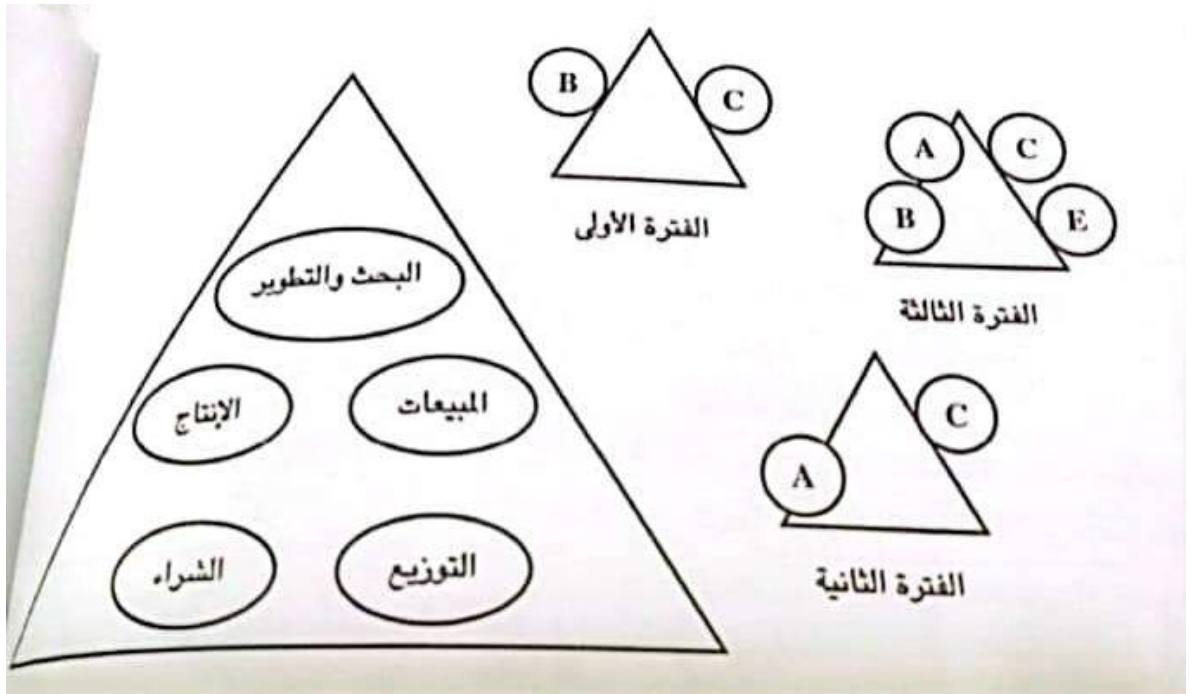 البحث والتطوير
الإنتاج
المبيعات
الشراء
التوزيع
B
C
الفترة الأولى
A
C
B
E
الفترة الثالثة
C
A
الفترة الثانية